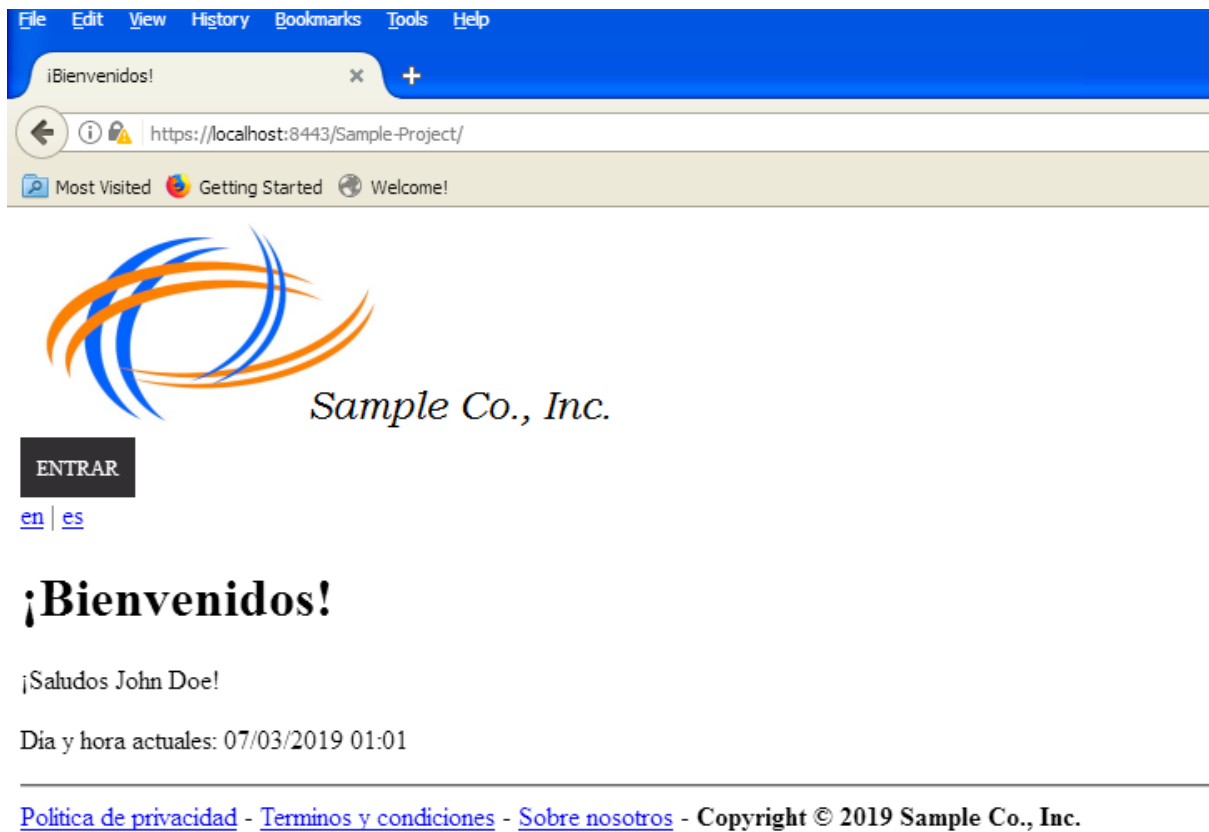 File Edit View History Bookmarks Tools Help
¡Bienvenidos!
https://localhost:8443/Sample-Project/
Most Visited Getting Started Welcome!
Sample Co., Inc.
ENTRAR
en | es
¡Bienvenidos!
¡Saludos John Doe!
Dia y hora actuales: 07/03/2019 01:01
Politica de privacidad - Terminos y condiciones - Sobre nosotros - Copyright © 2019 Sample Co., Inc.